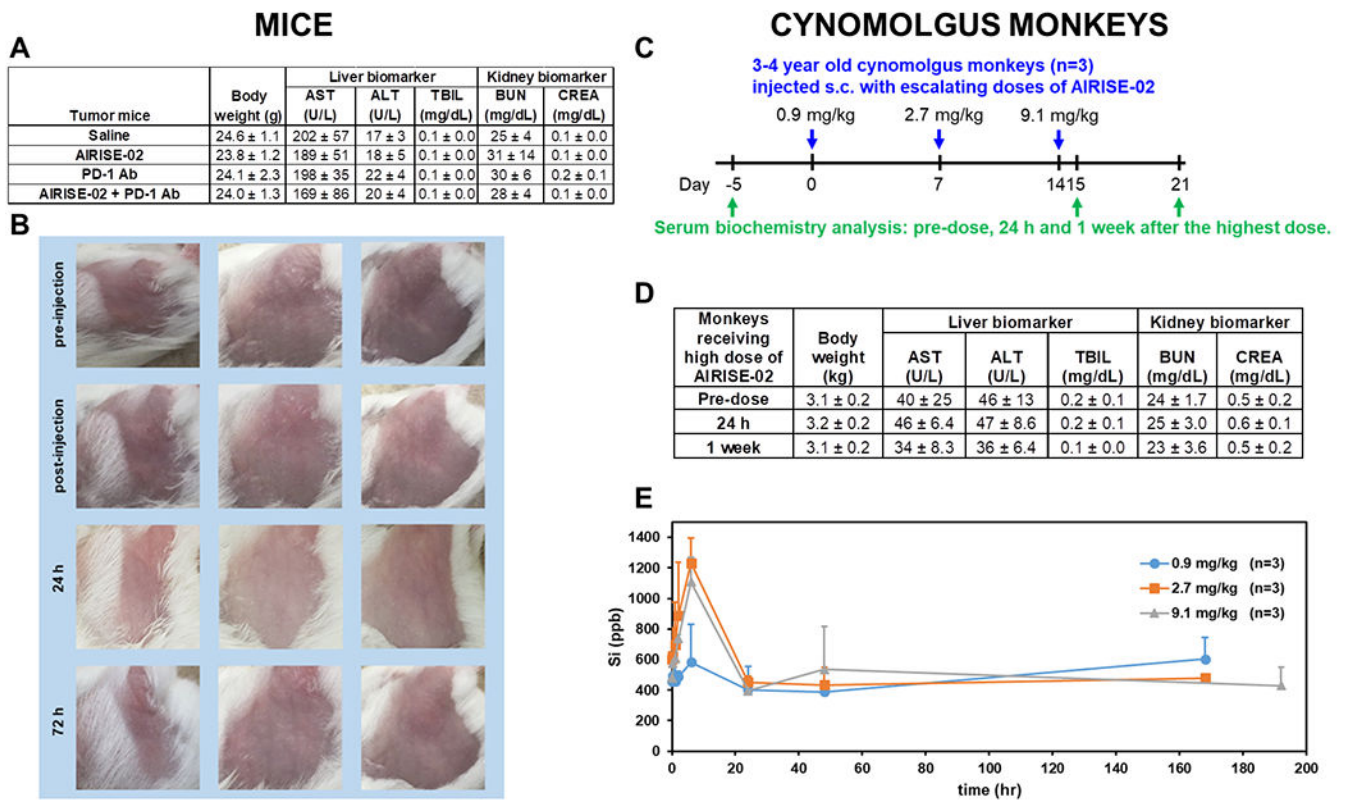 MICE
A
Tumor mice Body weight (g) Liver biomarker Kidney biomarker
AST (U/L) ALT (U/L) TBIL (mg/dL) BUN (mg/dL) CREA (mg/dL)
Saline 24.6 ± 1.1 202 ± 57 17 ± 3 0.1 ± 0.0 25 ± 4 0.1 ± 0.0
AIRISE-02 23.8 ± 1.2 189 ± 51 18 ± 5 0.1 ± 0.0 31 ± 14 0.1 ± 0.0
PD-1 Ab 24.1 ± 2.3 198 ± 35 22 ± 4 0.1 ± 0.0 30 ± 6 0.2 ± 0.1
AIRISE-02 + PD-1 Ab 24.0 ± 1.3 169 ± 86 20 ± 4 0.1 ± 0.0 28 ± 4 0.1 ± 0.0
B
pre-injection
post-injection
24 h
72 h
CYNOMOLGUS MONKEYS
C
3-4 year old cynomolgus monkeys (n=3)
injected s.c. with escalating doses of AIRISE-02
0.9 mg/kg 2.7 mg/kg 9.1 mg/kg
Day -5 0 7 14 15 21
Serum biochemistry analysis: pre-dose, 24 h and 1 week after the highest dose.
D
Monkeys receiving high dose of AIRISE-02 Body weight (kg) Liver biomarker Kidney biomarker
AST (U/L) ALT (U/L) TBIL (mg/dL) BUN (mg/dL) CREA (mg/dL)
Pre-dose 3.1 ± 0.2 40 ± 25 46 ± 13 0.2 ± 0.1 24 ± 1.7 0.5 ± 0.2
24 h 3.2 ± 0.2 46 ± 6.4 47 ± 8.6 0.2 ± 0.1 25 ± 3.0 0.6 ± 0.1
1 week 3.1 ± 0.2 34 ± 8.3 36 ± 6.4 0.1 ± 0.0 23 ± 3.6 0.5 ± 0.2
E
Si (ppb)
1400
1200
1000
800
600
400
200
0
0.9 mg/kg (n=3)
2.7 mg/kg (n=3)
9.1 mg/kg (n=3)
0 20 40 60 80 100 120 140 160 180 200
time (hr)